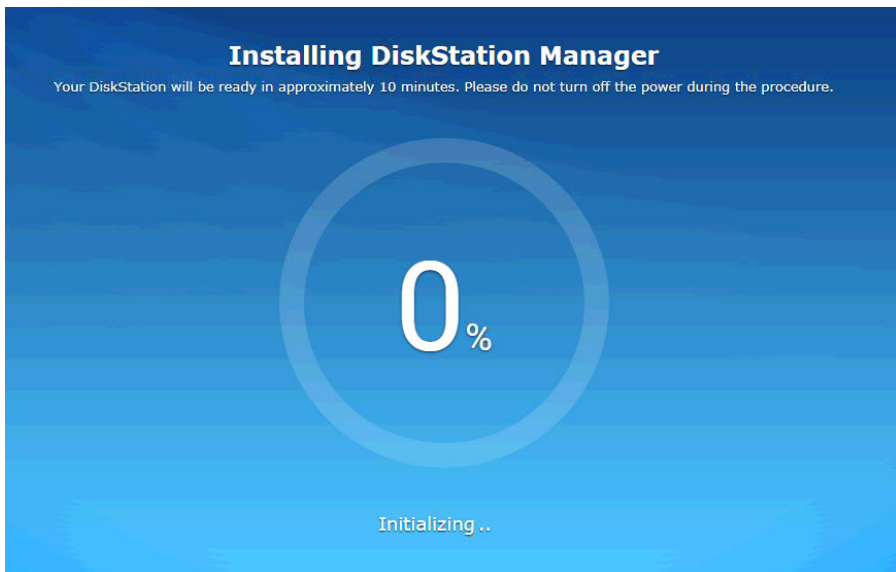 Installing DiskStation Manager
Your DiskStation will be ready in approximately 10 minutes. Please do not turn off the power during the procedure.
0%
Initializing ..